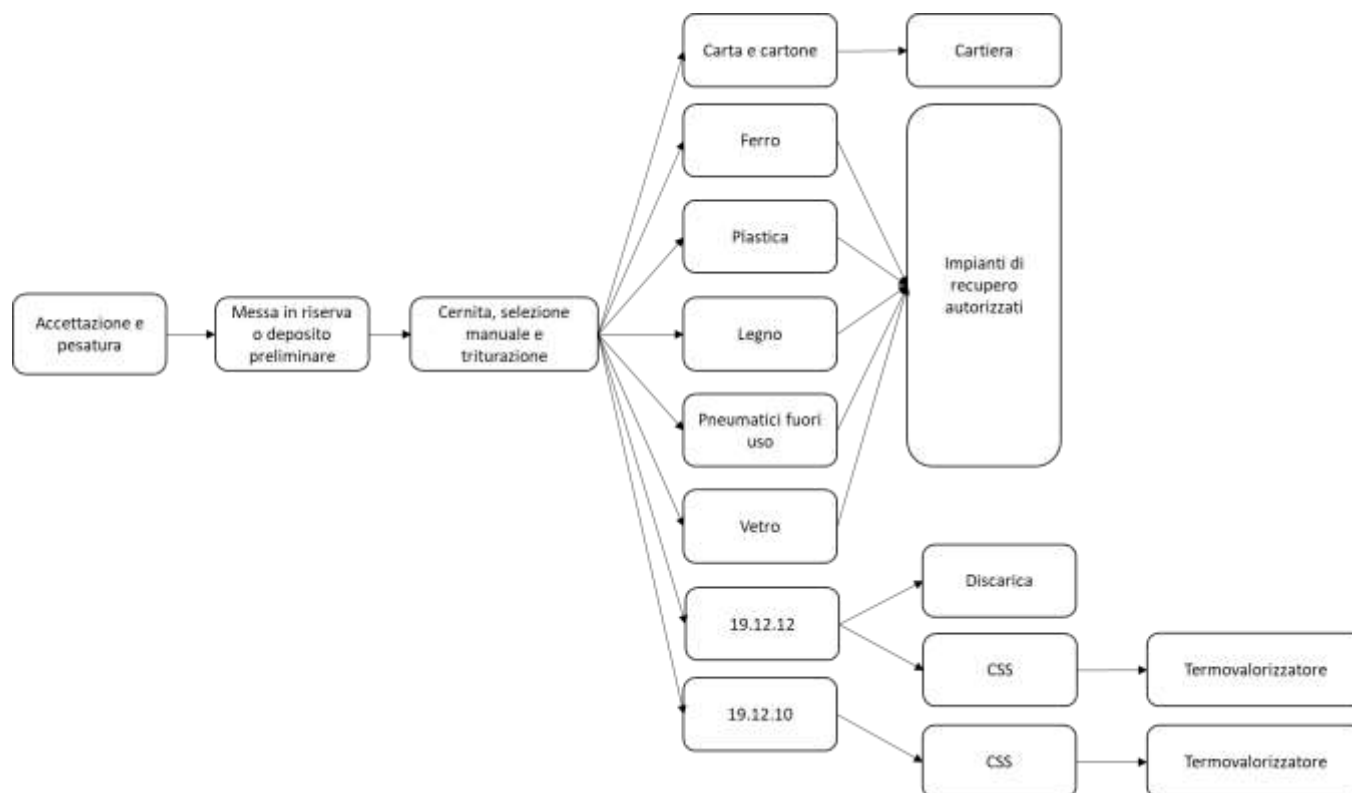 Carta e cartone
Cartiera
Ferro
Plastica
Impianti di
recupero
autorizzati
Accettazione e
pesatura
Messa in riserva
o deposito
preliminare
Cernita, selezione
manuale e
triturazione
Legno
Pneumatici fuori
uso
Vetro
Discarica
19.12.12
CSS
Termovalorizzatore
19.12.10
CSS
Termovalorizzatore